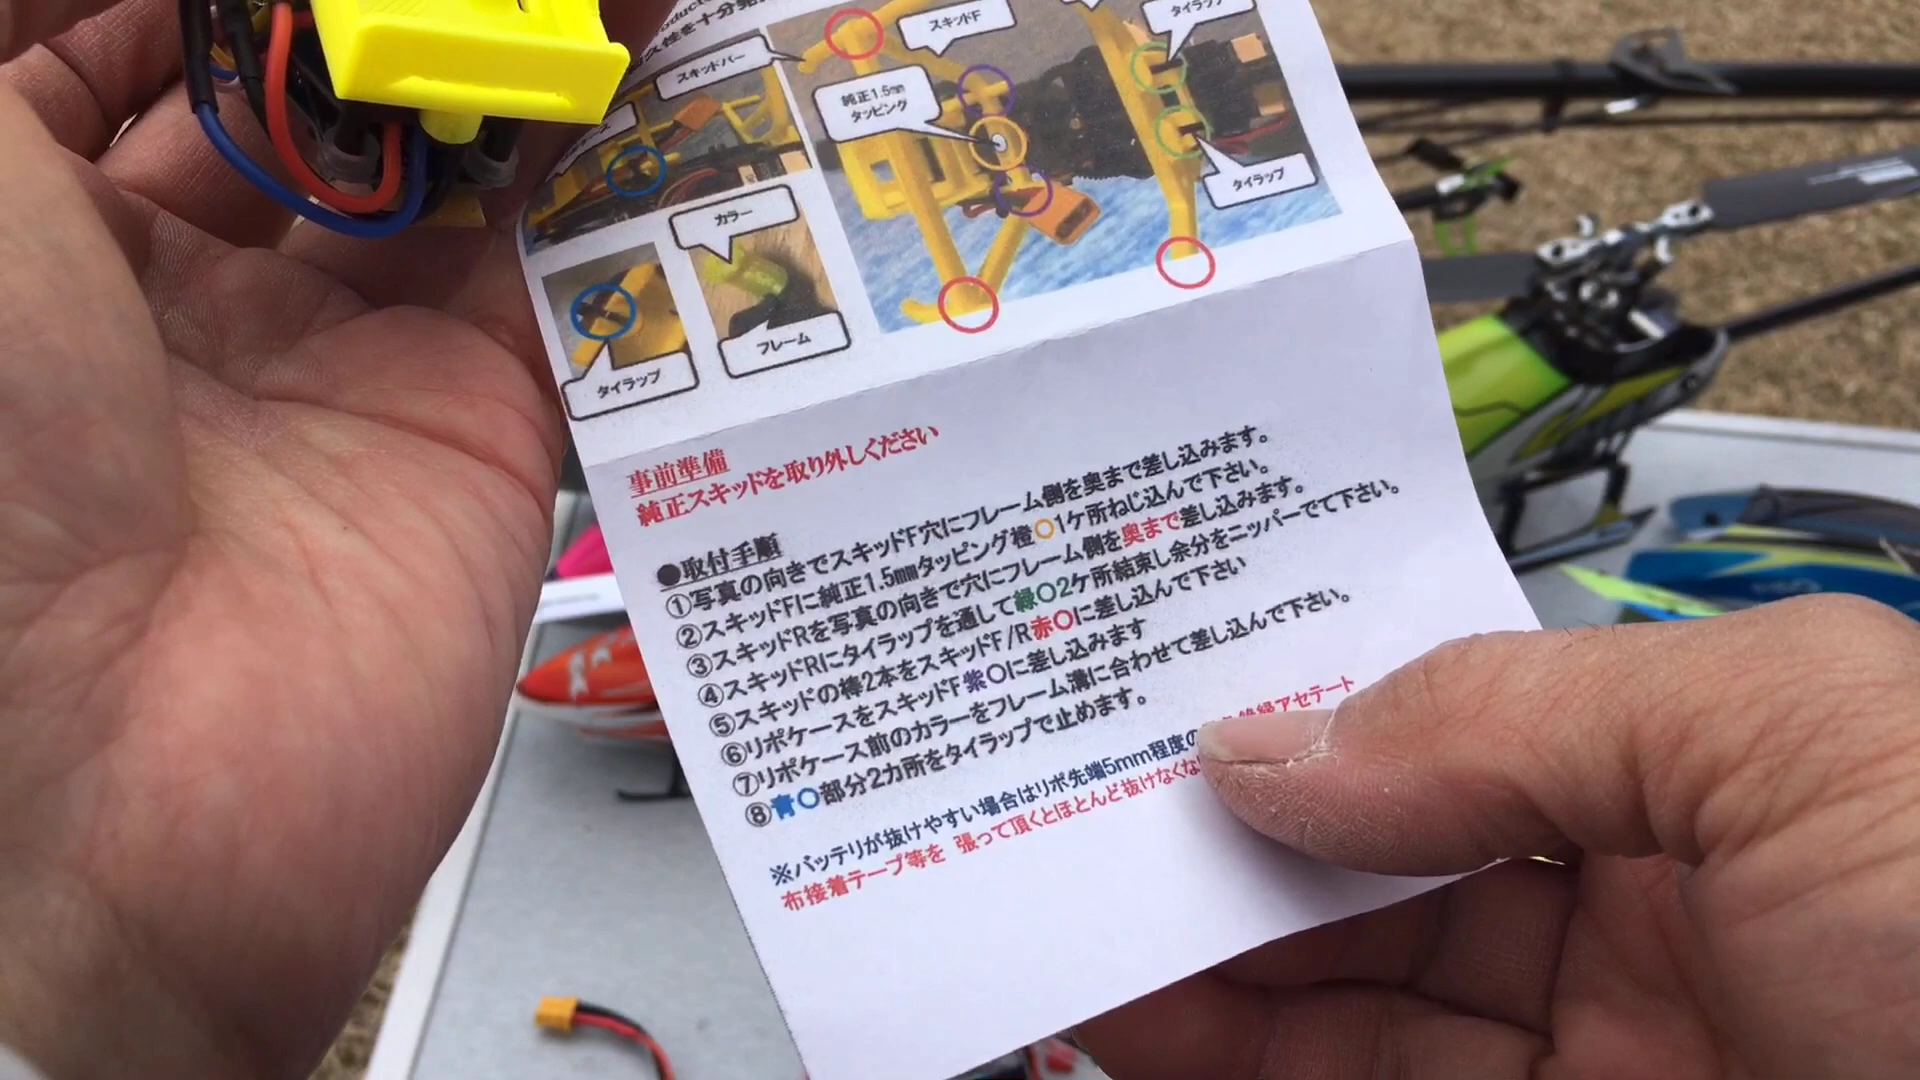 スキッドF
タイラップ
スキッドバー
純正1.5㎜
タッピング
タイラップ
カラー
フレーム
タイラップ
事前準備
純正スキッドを取り外しください
●取付手順
①写真の向きでスキッドF穴にフレーム側を奥まで差し込みます。
②スキッドFに純正1.5㎜タッピング橙〇1ケ所ねじ込んで下さい。
③スキッドRを写真の向きで穴にフレーム側を奥まで差し込みます。
④スキッドRにタイラップを通して緑〇2ケ所結束し余分をニッパーでて下さい。
⑤スキッドの棒2本をスキッドF/R赤〇に差し込んで下さい
⑥リポケースをスキッドF紫〇に差し込みます
⑦リポケース前のカラーをフレーム溝に合わせて差し込んで下さい。
⑧青〇部分2カ所をタイラップで止めます。
※バッテリが抜けやすい場合はリポ先端5mm程度の 絶縁アセテート
布接着テープ等を 張って頂くとほとんど抜けなくな